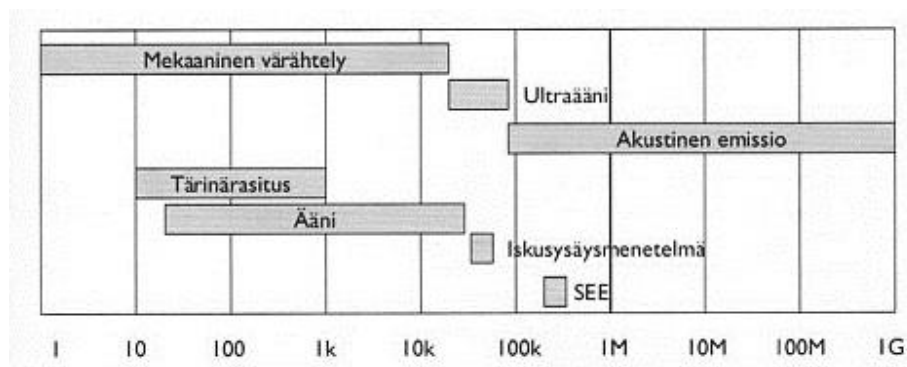 Mekaaninen värähtely
Ultraääni
Akustinen emissio
Tärinärasitus
Ääni
Iskusysäysmenetelmä
SEE
1 10 100 1k 10k 100k 1M 10M 100M 1G